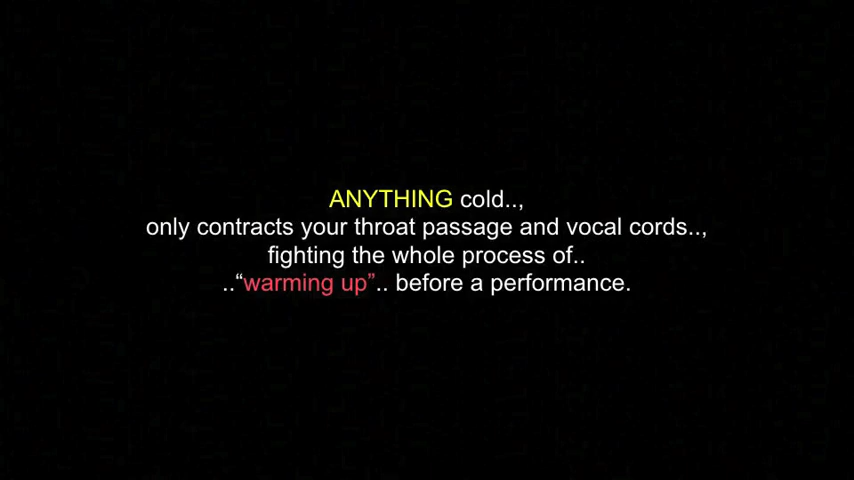 ANYTHING cold..,
only contracts your throat passage and vocal cords..,
fighting the whole process of..
..“warming up”.. before a performance.